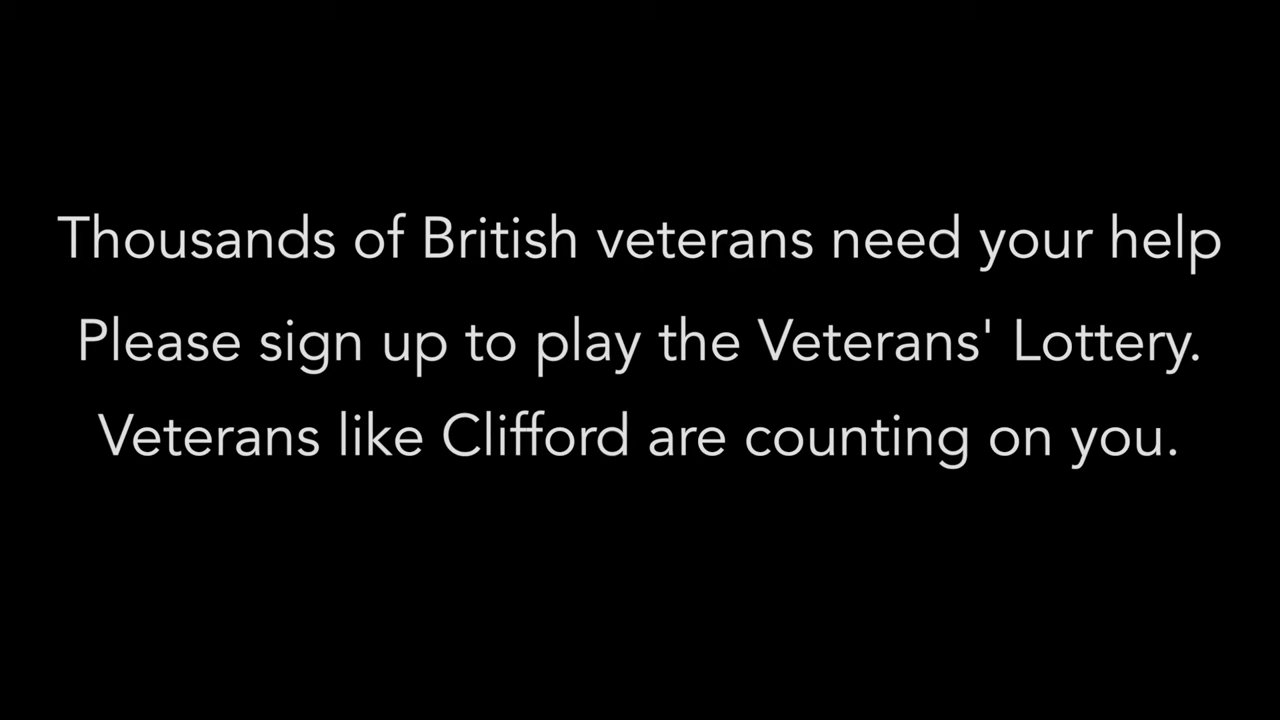 Thousands of British veterans need your help
Please sign up to play the Veterans' Lottery.
Veterans like Clifford are counting on you.